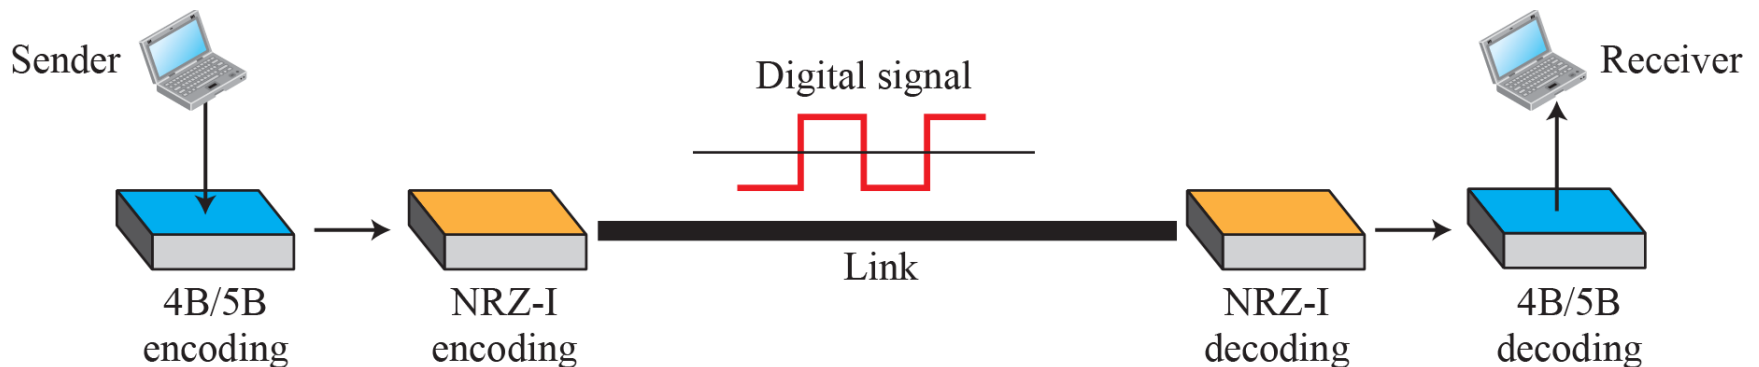 Sender
Receiver
Digital signal
Link
4B/5B
encoding
NRZ-I
encoding
NRZ-I
decoding
4B/5B
decoding